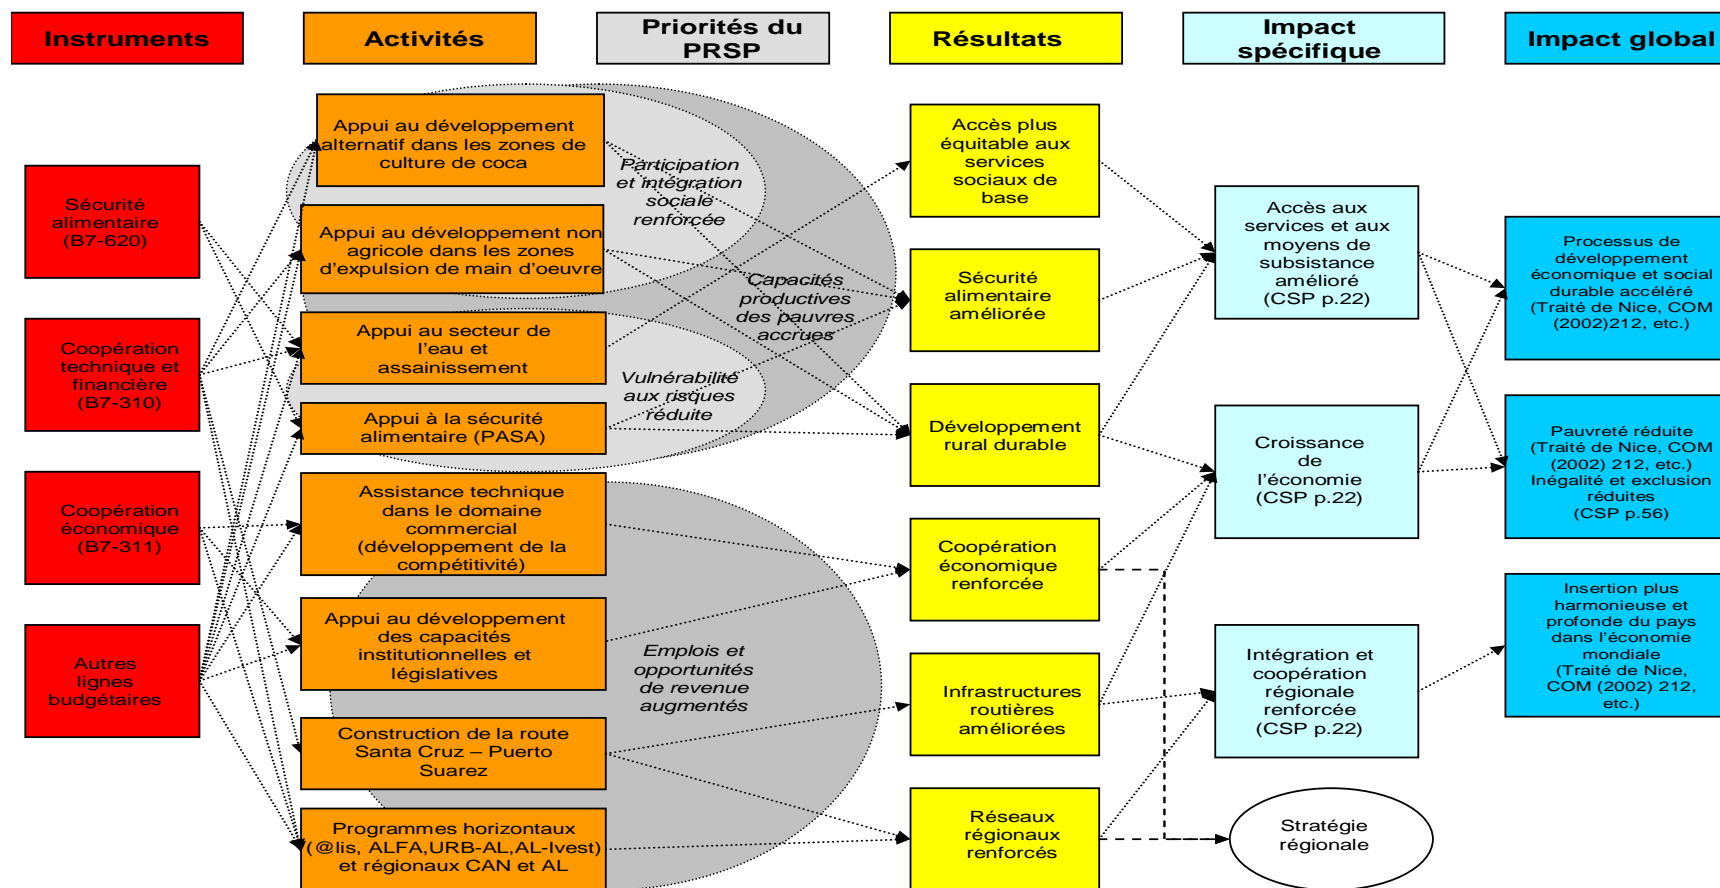 Instruments
Activités
Priorités du
PRSP
Résultats
Impact
spécifique
Impact global
Sécurité
alimentaire
(B7-620)
Coopération
technique et
financière
(B7-310)
Coopération
économique
(B7-311)
Autres
lignes
budgétaires
Appui au développement
alternatif dans les zones de
culture de coca
Appui au développement non
agricole dans les zones
d’expulsion de main d’oeuvre
Appui au secteur de
l’eau et
assainissement
Appui à la sécurité
alimentaire (PASA)
Assistance technique
dans le domaine
commercial
(développement de la
compétitivité)
Appui au développement
des capacités
institutionnelles et
législatives
Construction de la route
Santa Cruz – Puerto
Suarez
Programmes horizontaux
(@lis, ALFA,URB-AL,AL-Ivest)
et régionaux CAN et AL
Participation
et intégration
sociale
renforcée
Capacités
productives
des pauvres
accrues
Vulnérabilité
aux risques
réduite
Emplois et
opportunités
de revenue
augmentés
Accès plus
équitable aux
services
sociaux de
base
Sécurité
alimentaire
améliorée
Développement
rural durable
Coopération
économique
renforcée
Infrastructures
routières
améliorées
Réseaux
régionaux
renforcés
Accès aux
services et aux
moyens de
subsistance
amélioré
(CSP p.22)
Croissance
de
l’économie
(CSP p.22)
Intégration et
coopération
régionale
renforcée
(CSP p.22)
Stratégie
régionale
Processus de
développement
économique et social
durable accéléré
(Traité de Nice, COM
(2002)212, etc.)
Pauvreté réduite
(Traité de Nice, COM
(2002) 212, etc.)
Inégalité et exclusion
réduites
(CSP p.56)
Insertion plus
harmonieuse et
profonde du pays
dans l’économie
mondiale
(Traité de Nice,
COM (2002) 212,
etc.)